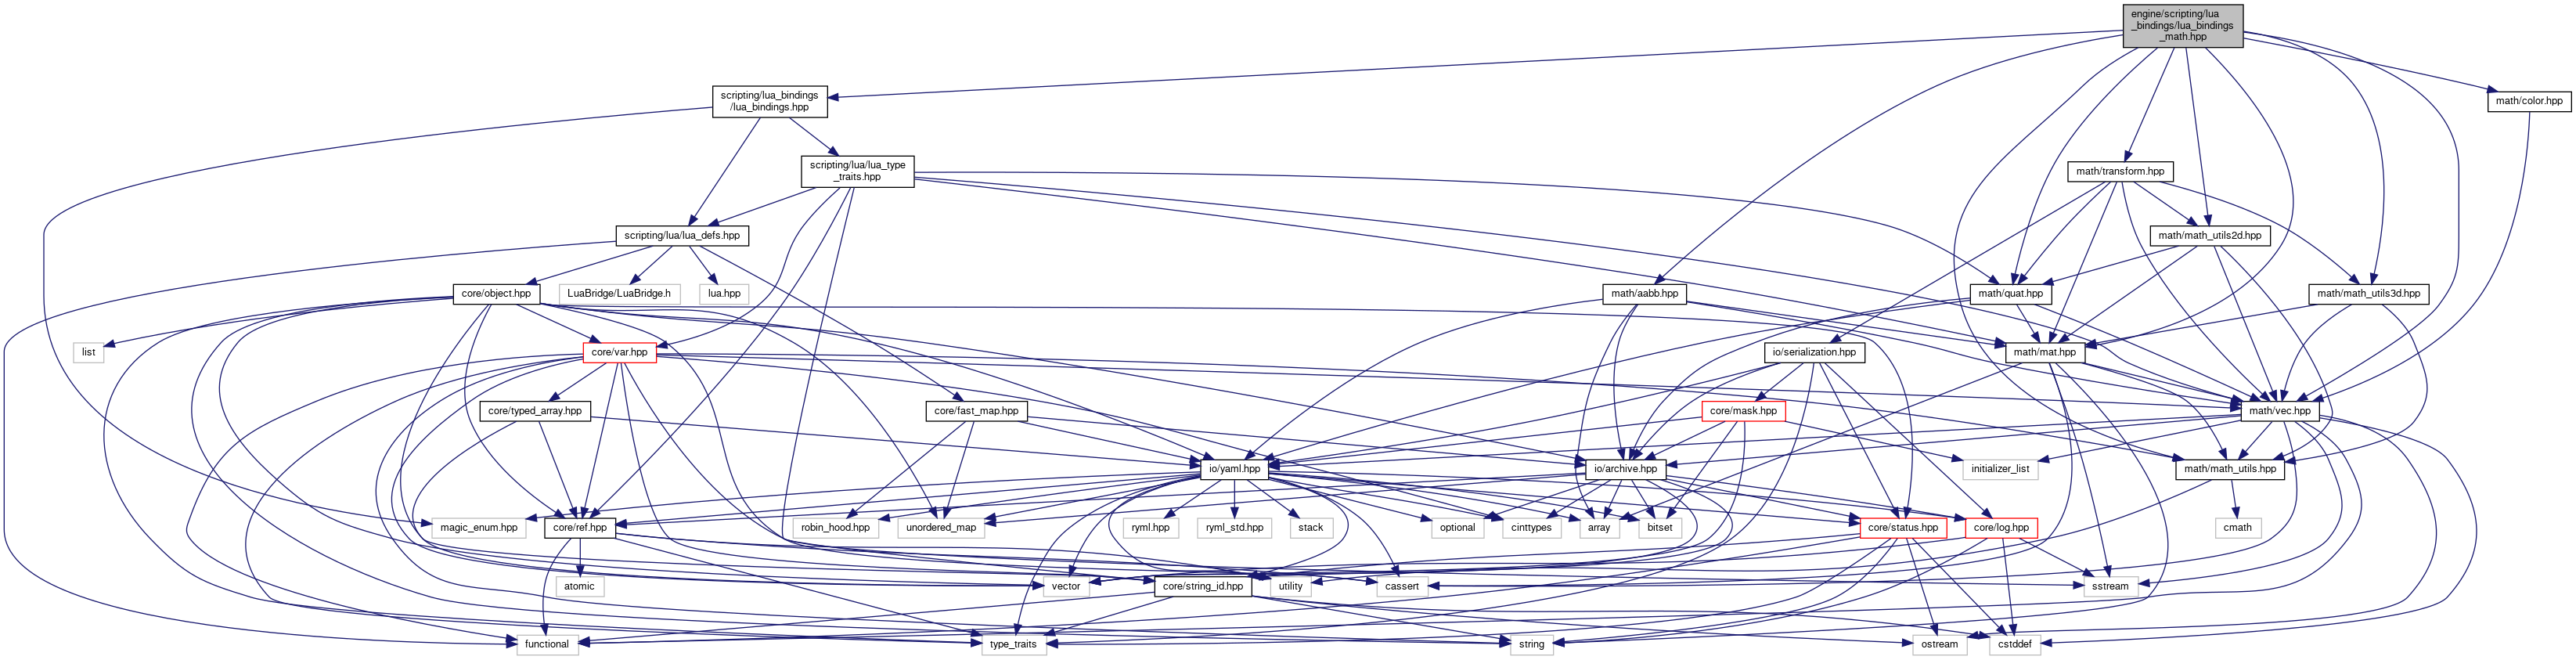 engine/scripting/lua
_bindings/lua_bindings
_math.hpp
scripting/lua_bindings
/lua_bindings.hpp
math/color.hpp
scripting/lua/lua_type
_traits.hpp
math/transform.hpp
scripting/lua/lua_defs.hpp
math/math_utils2d.hpp
core/object.hpp
LuaBridge/LuaBridge.h
lua.hpp
math/aabb.hpp
math/quat.hpp
math/math_utils3d.hpp
list
core/var.hpp
io/serialization.hpp
math/mat.hpp
core/typed_array.hpp
core/fast_map.hpp
core/mask.hpp
math/vec.hpp
io/yaml.hpp
io/archive.hpp
initializer_list
math/math_utils.hpp
magic_enum.hpp
core/ref.hpp
robin_hood.hpp
unordered_map
ryml.hpp
ryml_std.hpp
stack
optional
cinttypes
array
bitset
core/status.hpp
core/log.hpp
cmath
atomic
vector
core/string_id.hpp
utility
cassert
sstream
functional
type_traits
string
ostream
cstddef